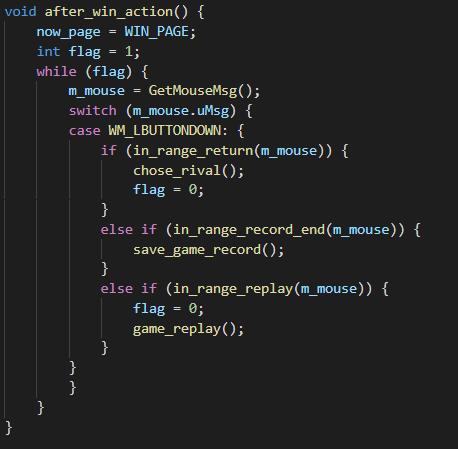 void after_win_action() {
    now_page = WIN_PAGE;
    int flag = 1;
    while (flag) {
        m_mouse = GetMouseMsg();
        switch (m_mouse.uMsg) {
        case WM_LBUTTONDOWN: {
            if (in_range_return(m_mouse)) {
                chose_rival();
                flag = 0;
            }
            else if (in_range_record_end(m_mouse)) {
                save_game_record();
            }
            else if (in_range_replay(m_mouse)) {
                flag = 0;
                game_replay();
            }
        }
        }
    }
}